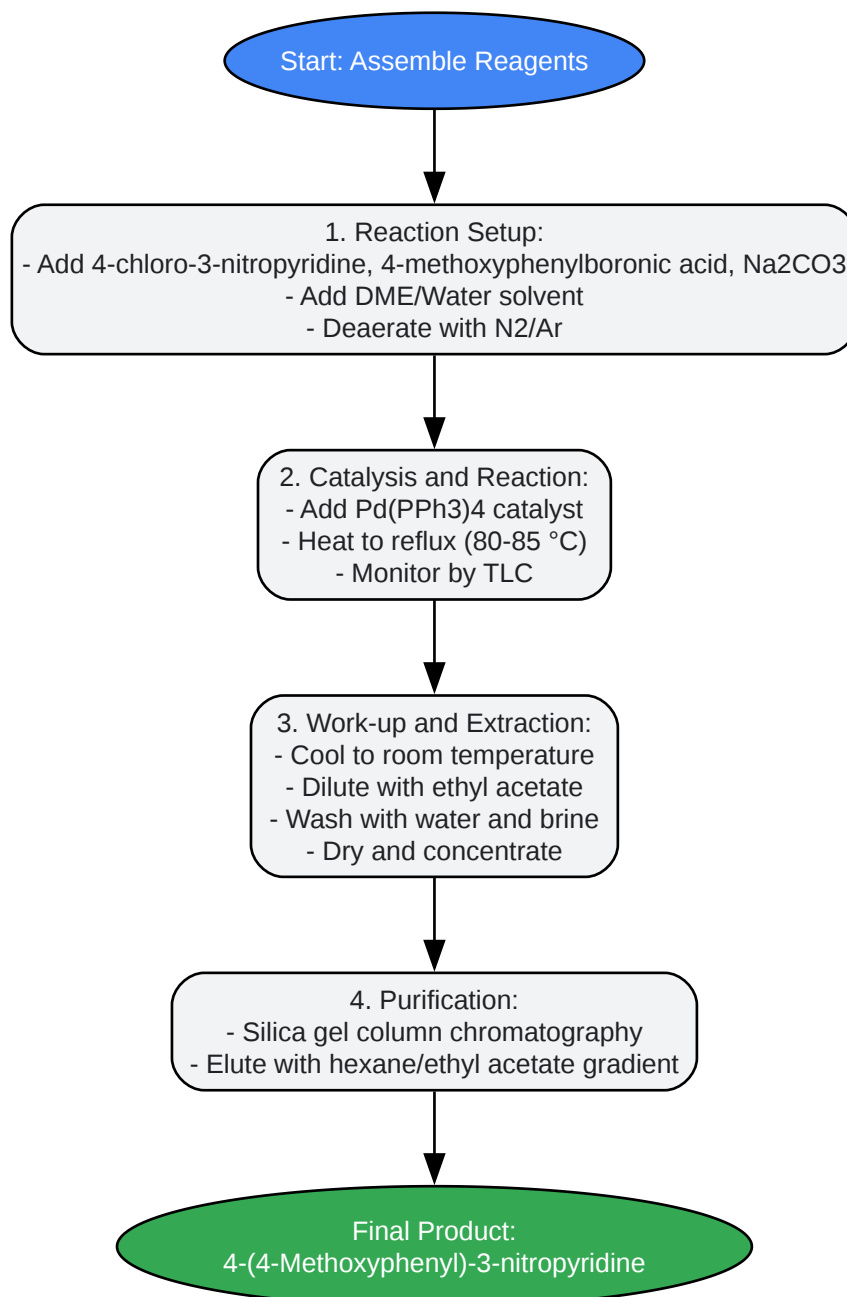 Start: Assemble Reagents
1. Reaction Setup:
- Add 4-chloro-3-nitropyridine, 4-methoxyphenylboronic acid, Na2CO3
- Add DME/Water solvent
- Deaerate with N2/Ar
2. Catalysis and Reaction:
- Add Pd(PPh3)4 catalyst
- Heat to reflux (80-85 °C)
- Monitor by TLC
3. Work-up and Extraction:
- Cool to room temperature
- Dilute with ethyl acetate
- Wash with water and brine
- Dry and concentrate
4. Purification:
- Silica gel column chromatography
- Elute with hexane/ethyl acetate gradient
Final Product:
4-(4-Methoxyphenyl)-3-nitropyridine